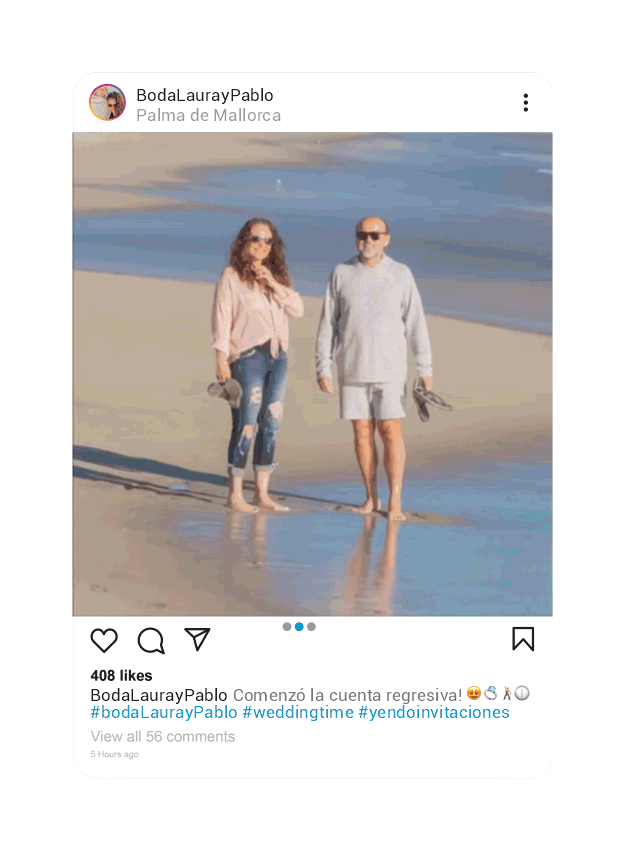 BodaLaurayPablo
Palma de Mallorca
408 likes
BodaLaurayPablo Comenzó la cuenta regresiva!
#bodaLaurayPablo #weddingtime #yendoinvitaciones
View all 56 comments
5 Hours ago